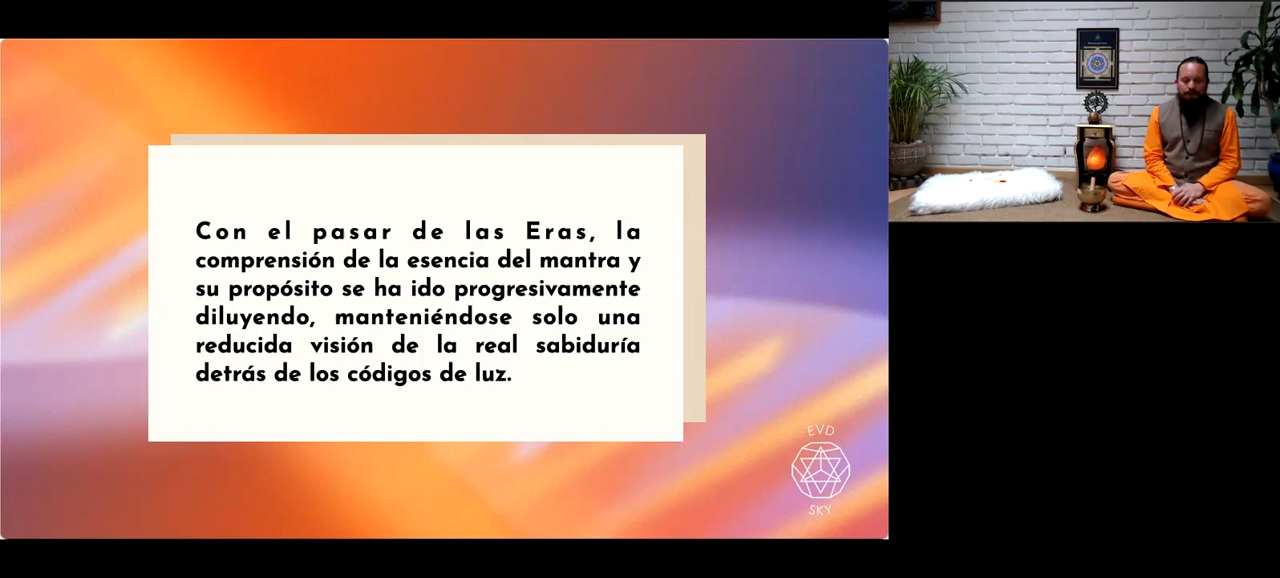 Con el pasar de las Eras, la
comprensión de la esencia del mantra y
su propósito se ha ido progresivamente
diluyendo, manteniéndose solo una
reducida visión de la real sabiduría
detrás de los códigos de luz.
EVD
SKY